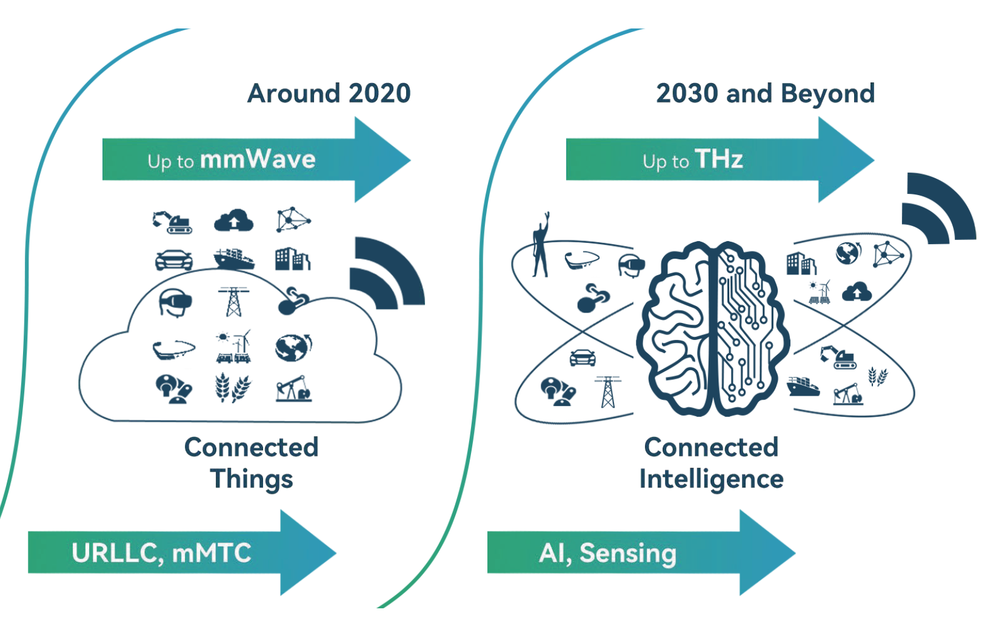 Around 2020
Up to mmWave
Connected
Things
URLLC, mMTC
2030 and Beyond
Up to THz
Connected
Intelligence
AI, Sensing